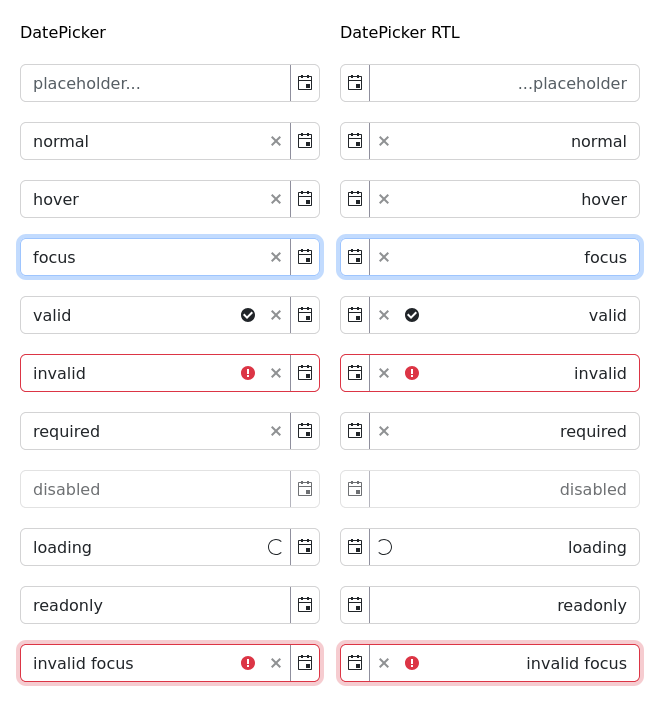 DatePicker DatePicker RTL
placeholder... ...placeholder
normal normal
hover hover
focus focus
valid valid
invalid invalid
required required
disabled disabled
loading loading
readonly readonly
invalid focus invalid focus